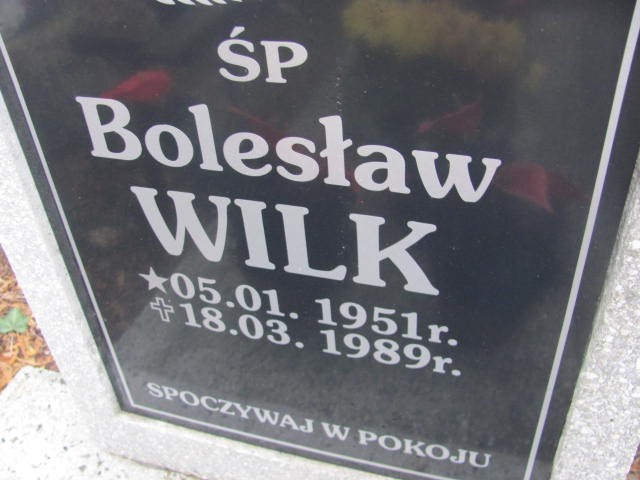 ŚP
Bolesław
WILK
★05.01. 1951r.
✝18.03. 1989r.
SPOCZYWAJ W POKOJU